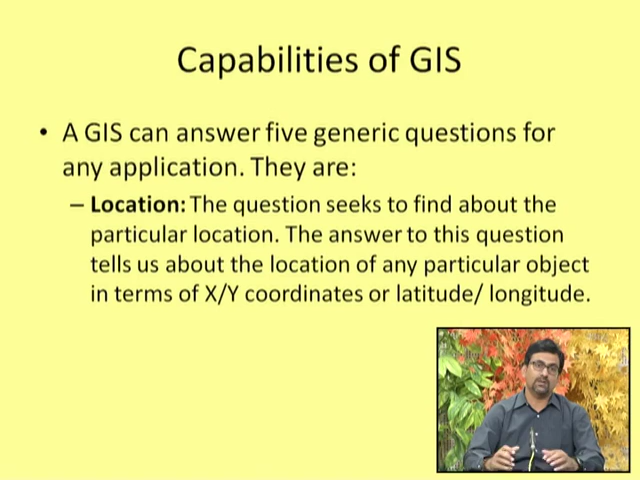 Capabilities of GIS
• A GIS can answer five generic questions for
any application. They are:
– Location: The question seeks to find about the
particular location. The answer to this question
tells us about the location of any particular object
in terms of X/Y coordinates or latitude/ longitude.